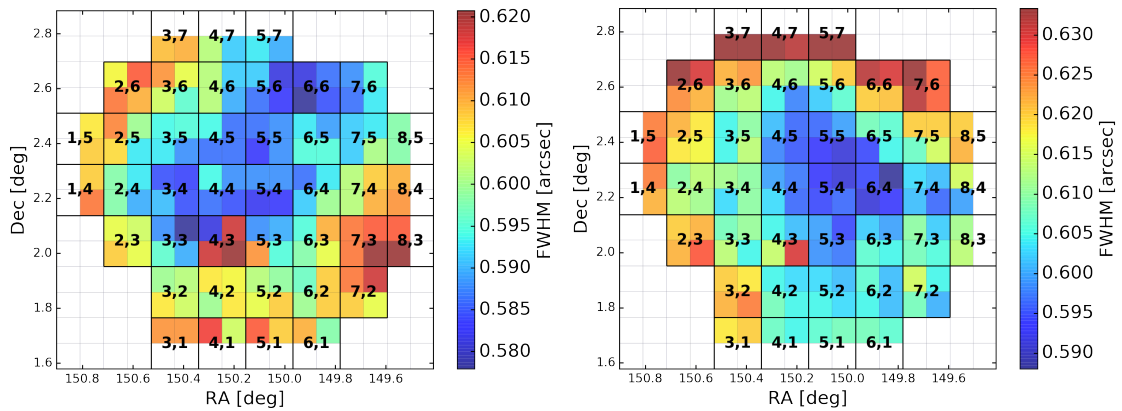 2.8
2.6
2.4
2.2
2.0
1.8
1.6
Dec [deg]
3,7 4,7 5,7
2,6 3,6 4,6 5,6 6,6 7,6
1,5 2,5 3,5 4,5 5,5 6,5 7,5 8,5
1,4 2,4 3,4 4,4 5,4 6,4 7,4 8,4
2,3 3,3 4,3 5,3 6,3 7,3 8,3
3,2 4,2 5,2 6,2 7,2
3,1 4,1 5,1 6,1
150.8 150.6 150.4 150.2 150.0 149.8 149.6
RA [deg]
0.620
0.615
0.610
0.605
0.600
0.595
0.590
0.585
0.580
FWHM [arcsec]
2.8
2.6
2.4
2.2
2.0
1.8
1.6
Dec [deg]
3,7 4,7 5,7
2,6 3,6 4,6 5,6 6,6 7,6
1,5 2,5 3,5 4,5 5,5 6,5 7,5 8,5
1,4 2,4 3,4 4,4 5,4 6,4 7,4 8,4
2,3 3,3 4,3 5,3 6,3 7,3 8,3
3,2 4,2 5,2 6,2 7,2
3,1 4,1 5,1 6,1
150.8 150.6 150.4 150.2 150.0 149.8 149.6
RA [deg]
0.630
0.625
0.620
0.615
0.610
0.605
0.600
0.595
0.590
FWHM [arcsec]